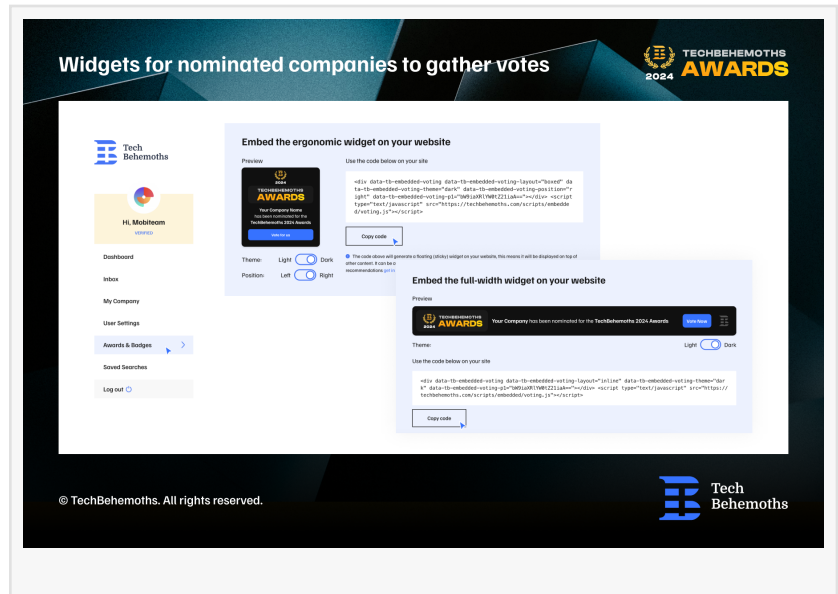 Widgets for nominated companies to gather votes
2024
TECHBEHEMOTHS
AWARDS
Tech
Behemoths
Hi, Mobiteam
VERIFIED
Dashboard
Inbox
My Company
User Settings
Awards & Badges
Saved Searches
Log out
Embed the ergonomic widget on your website
Preview
2024
TECHBEHEMOTHS
AWARDS
Your Company Name
has been nominated for the
TechBehemoths 2024 Awards
Vote for us
Theme: Light Dark
Position: Left Right
Use the code below on your site
<div data-tb-embedded-voting data-tb-embedded-voting-layout="boxed" da
ta-tb-embedded-voting-theme="dark" data-tb-embedded-voting-position="r
ight" data-tb-embedded-voting-p1="bW9iaXRlYW0tZ21iaA=="></div> <script
type="text/javascript" src="https://techbehemoths.com/scripts/embedde
d/voting.js"></script>
Copy code
The code above will generate a floating (sticky) widget on your website, this means it will be displayed on top of
other content. It can be c
recommendations get in
Embed the full-width widget on your website
Preview
2024
TECHBEHEMOTHS
AWARDS
Your Company has been nominated for the TechBehemoths 2024 Awards
Vote Now
Theme: Light Dark
Use the code below on your site
<div data-tb-embedded-voting data-tb-embedded-voting-layout="inline" data-tb-embedded-voting-theme="dar
k" data-tb-embedded-voting-p1="bW9iaXRlYW0tZ21iaA=="></div> <script type="text/javascript" src="https://
techbehemoths.com/scripts/embedded/voting.js"></script>
Copy code
© TechBehemoths. All rights reserved.
Tech
Behemoths